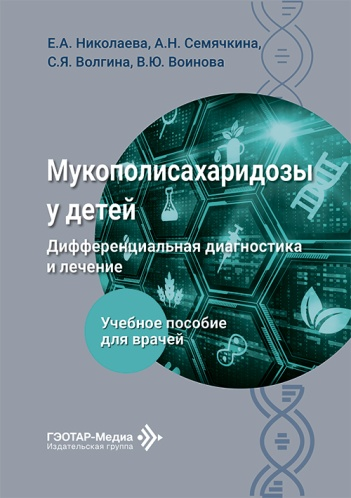 Е.А. Николаева, А.Н. Семячкина,
С.Я. Волгина, В.Ю. Воинова
Мукополисахаридозы
у детей
Дифференциальная диагностика
и лечение
Учебное пособие
для врачей
ГЭОТАР-Медиа
Издательская группа